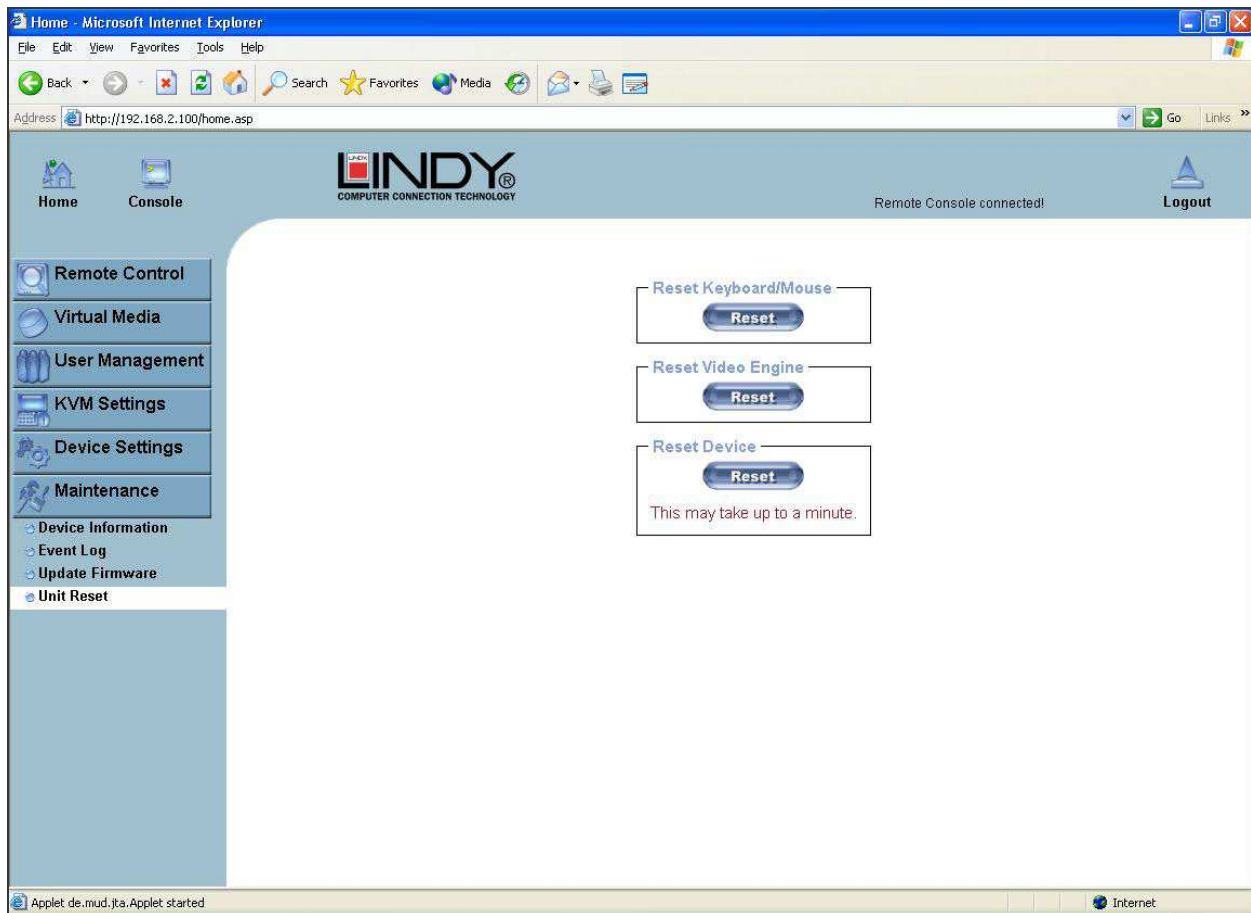 Home - Microsoft Internet Explorer
File Edit View Favorites Tools Help
Back Search Favorites Media
Address http://192.168.2.100/home.asp Go Links »
Home Console
LINDY®
COMPUTER CONNECTION TECHNOLOGY
Remote Console connected!
Logout
Remote Control
Virtual Media
User Management
KVM Settings
Device Settings
Maintenance
Device Information
Event Log
Update Firmware
Unit Reset
Reset Keyboard/Mouse
Reset
Reset Video Engine
Reset
Reset Device
Reset
This may take up to a minute.
Applet de.mud.jta.Applet started Internet